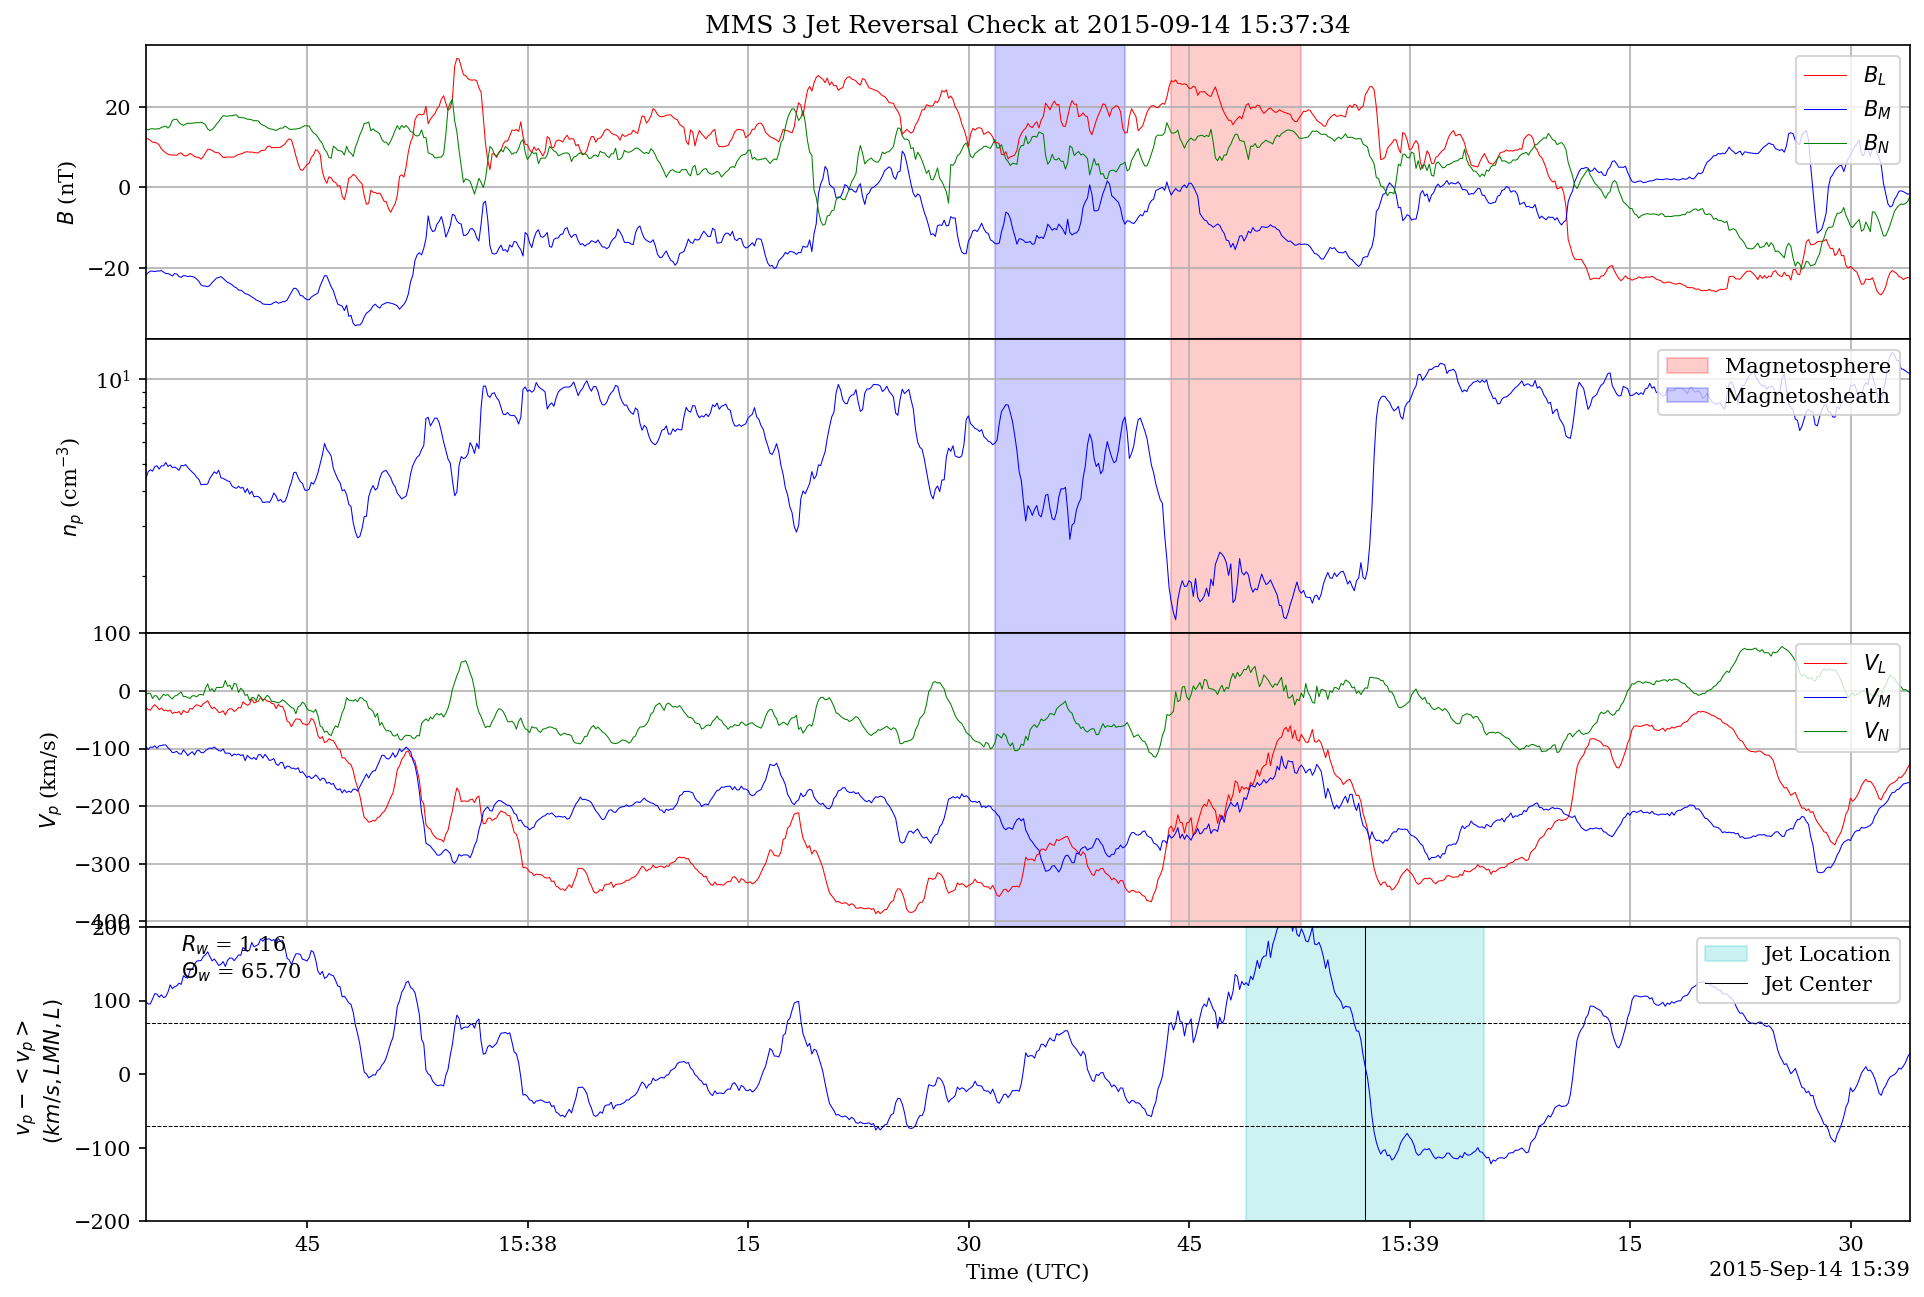 MMS 3 Jet Reversal Check at 2015-09-14 15:37:34
B (nT)
20
0
−20
B_L
B_M
B_N
n_p (cm⁻³)
10¹
Magnetosphere
Magnetosheath
V_p (km/s)
100
0
−100
−200
−300
−400
V_L
V_M
V_N
v_p − < v_p >
(km/s, LMN, L)
200
100
0
−100
−200
R_w = 1.16
Θ_w = 65.70
Jet Location
Jet Center
45
15:38
15
30
45
15:39
15
30
Time (UTC)
2015-Sep-14 15:39